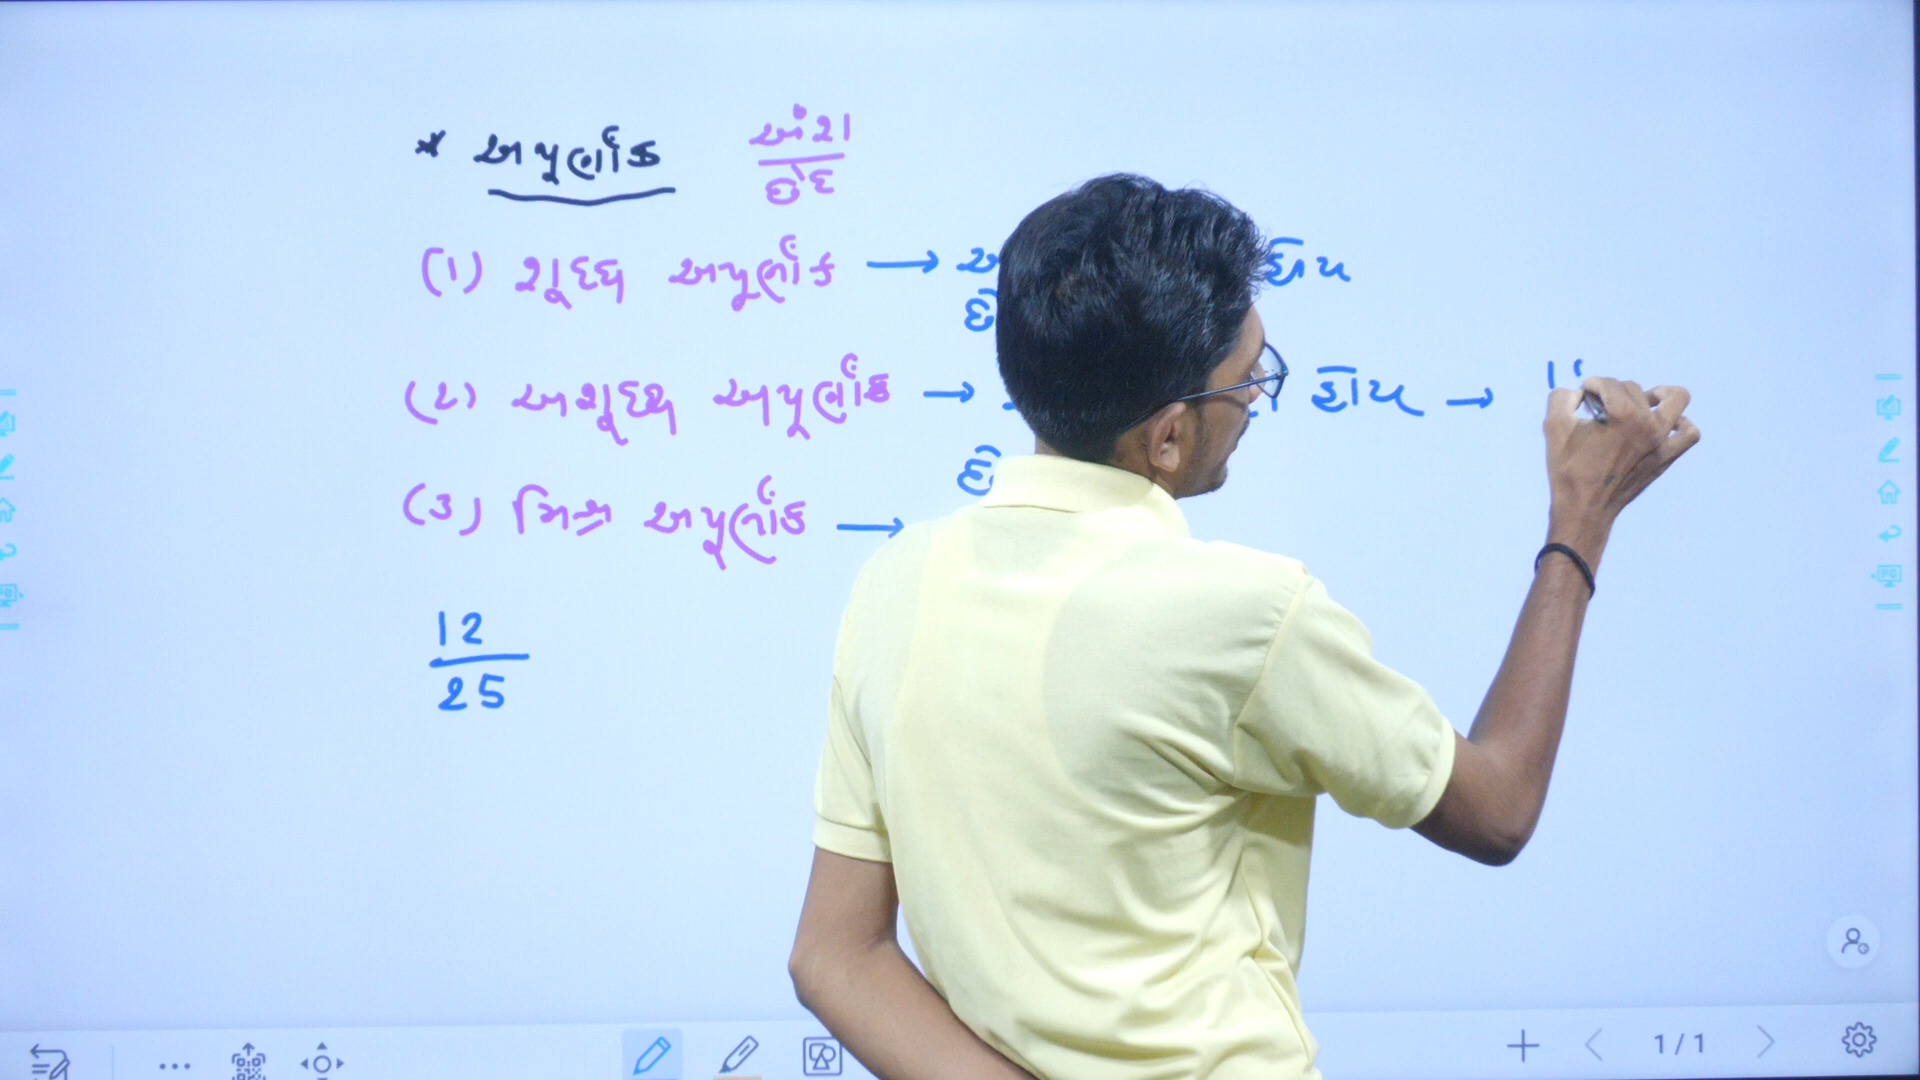 * અપૂર્ણાંક અંશ
છેદ
(1) શુદ્ધ અપૂર્ણાંક → હોય
(2) અશુદ્ધ અપૂર્ણાંક → હોય →
(3) મિશ્ર અપૂર્ણાંક →
12
25
1/1